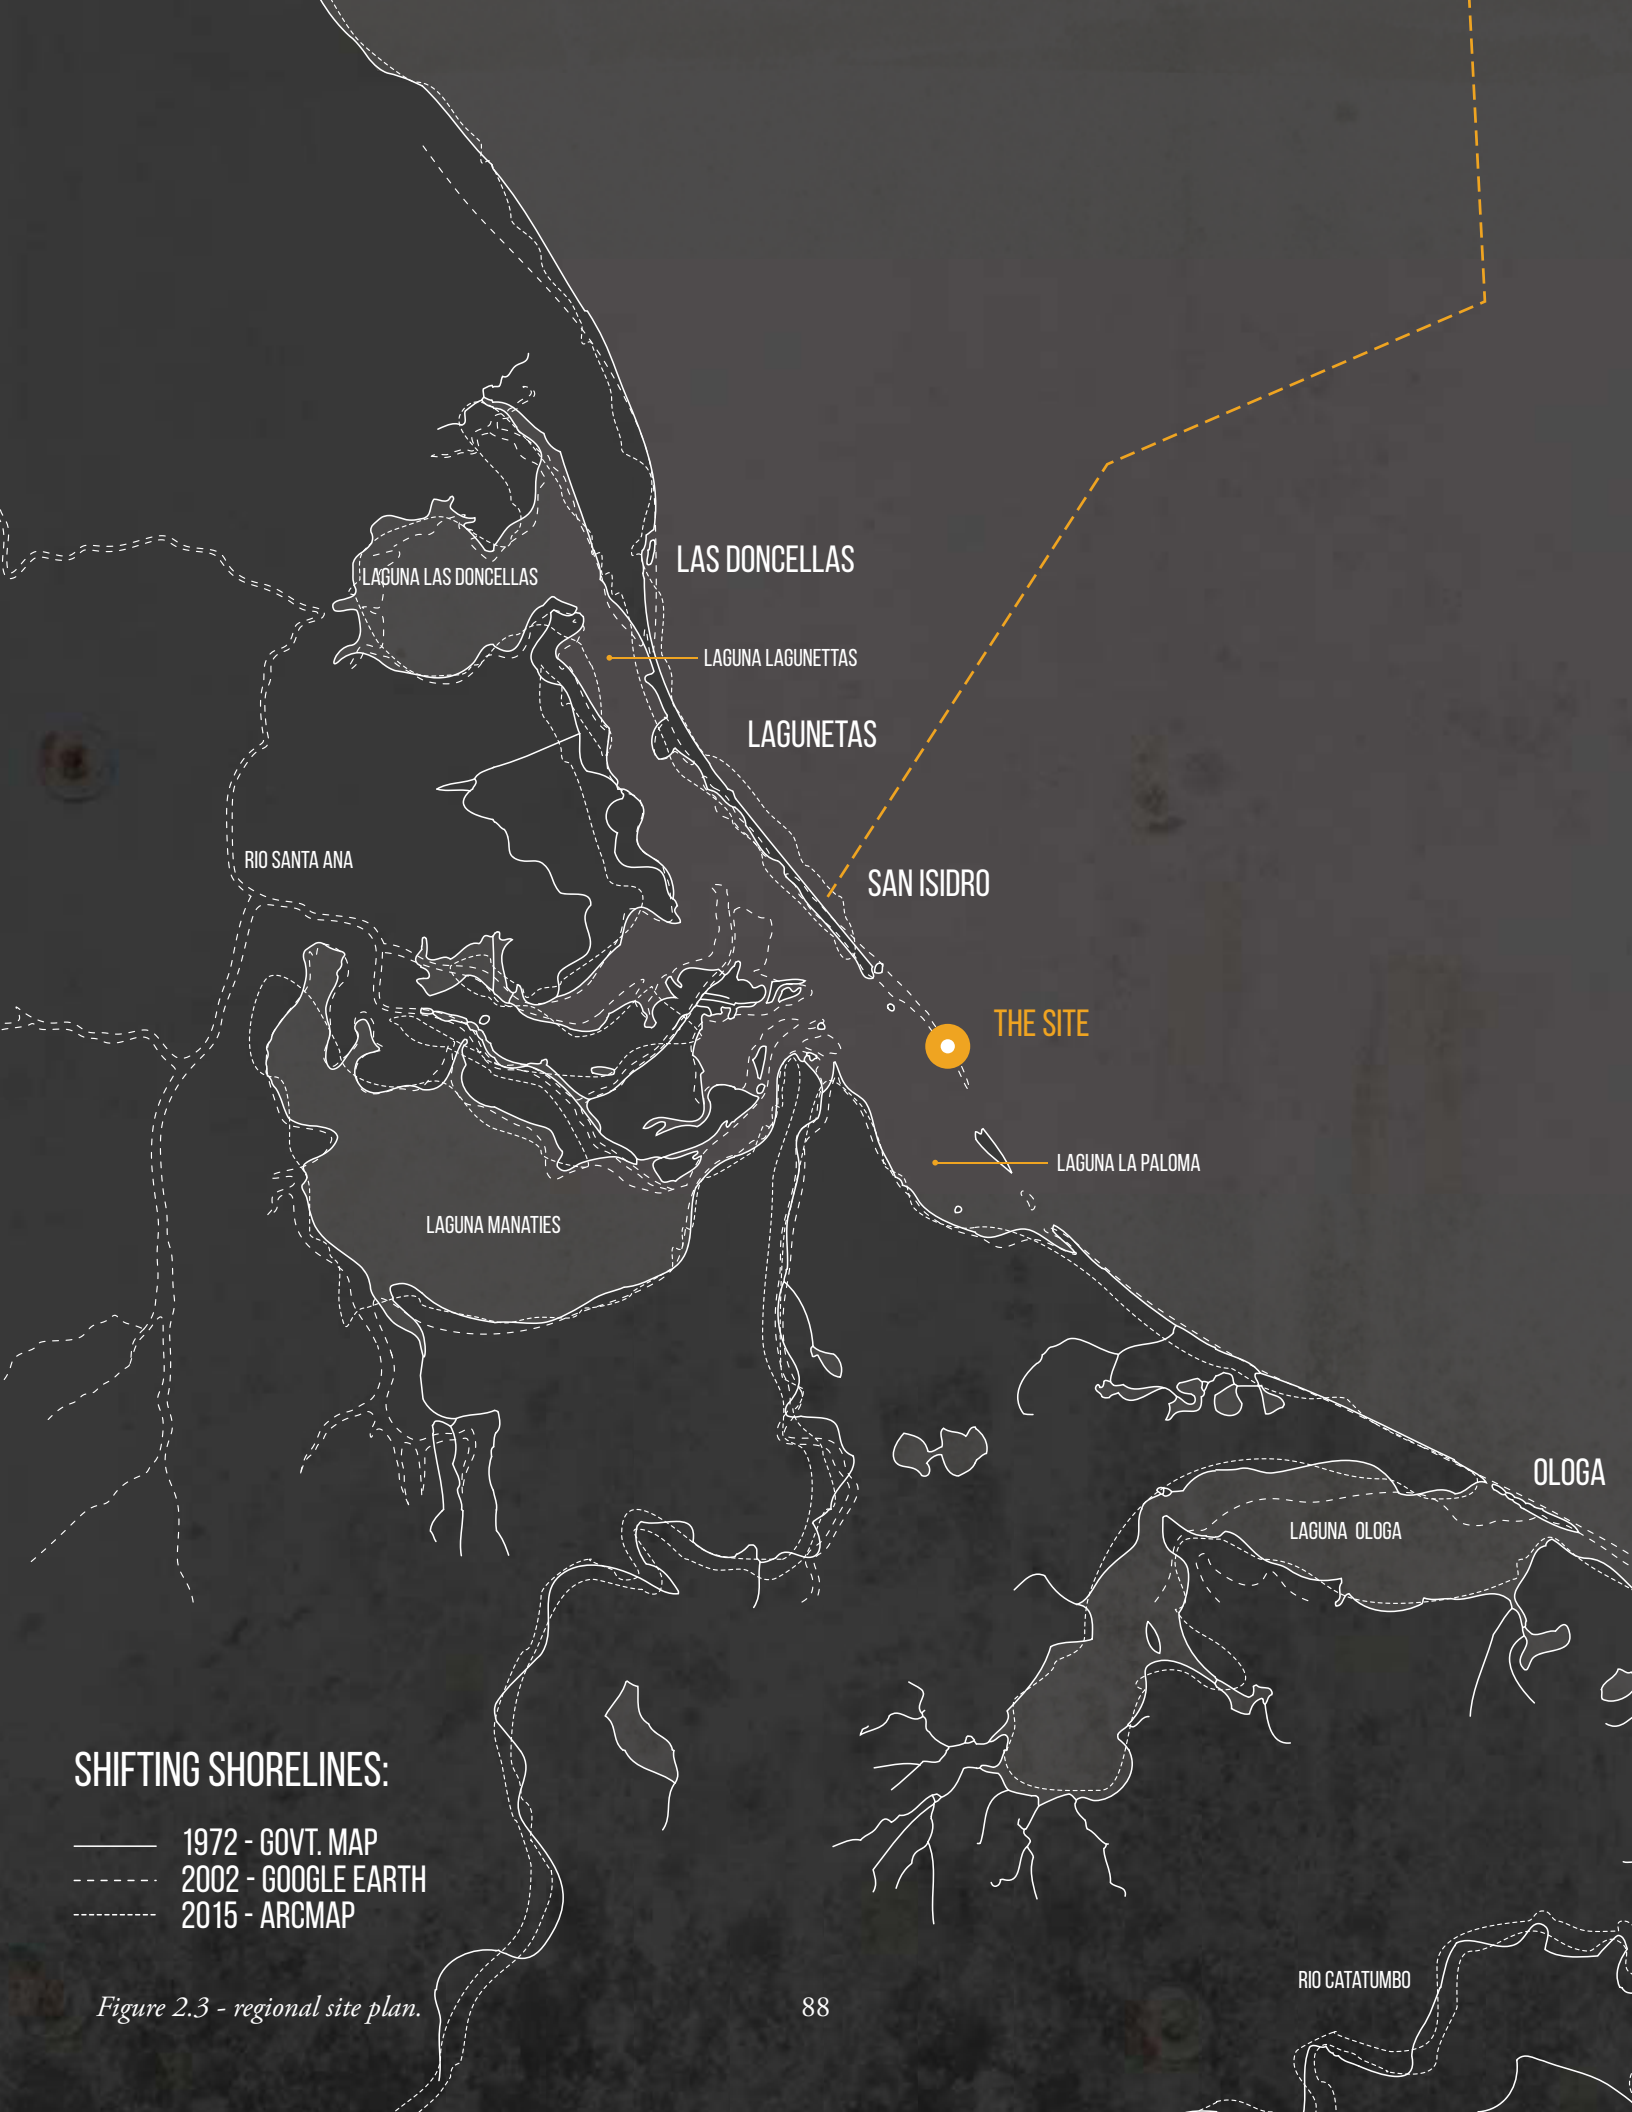 LAS DONCELLAS
LAGUNA LAS DONCELLAS
LAGUNA LAGUNETTAS
LAGUNETAS
RIO SANTA ANA
SAN ISIDRO
THE SITE
LAGUNA LA PALOMA
LAGUNA MANATIES
OLOGA
LAGUNA OLOGA
SHIFTING SHORELINES:
1972 - GOVT. MAP
2002 - GOOGLE EARTH
2015 - ARCMAP
RIO CATATUMBO
Figure 2.3 - regional site plan.
88